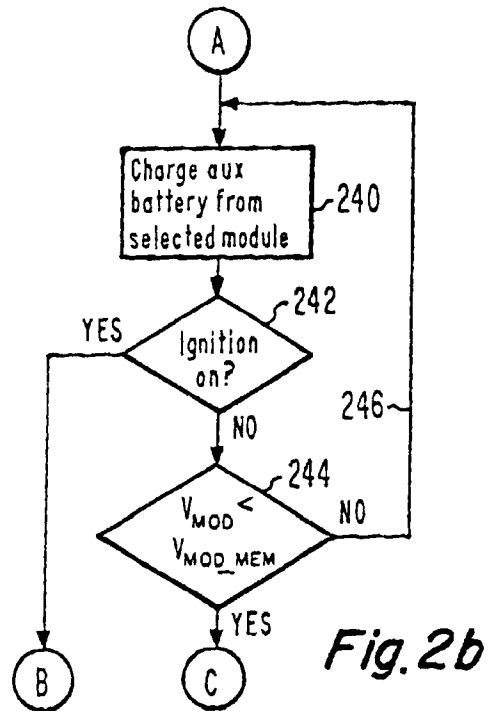 A
Charge aux
battery from
selected module
240
242
YES
Ignition
on?
246
NO
244
V_MOD <
V_MOD_MEM
NO
YES
B
C
Fig. 2b